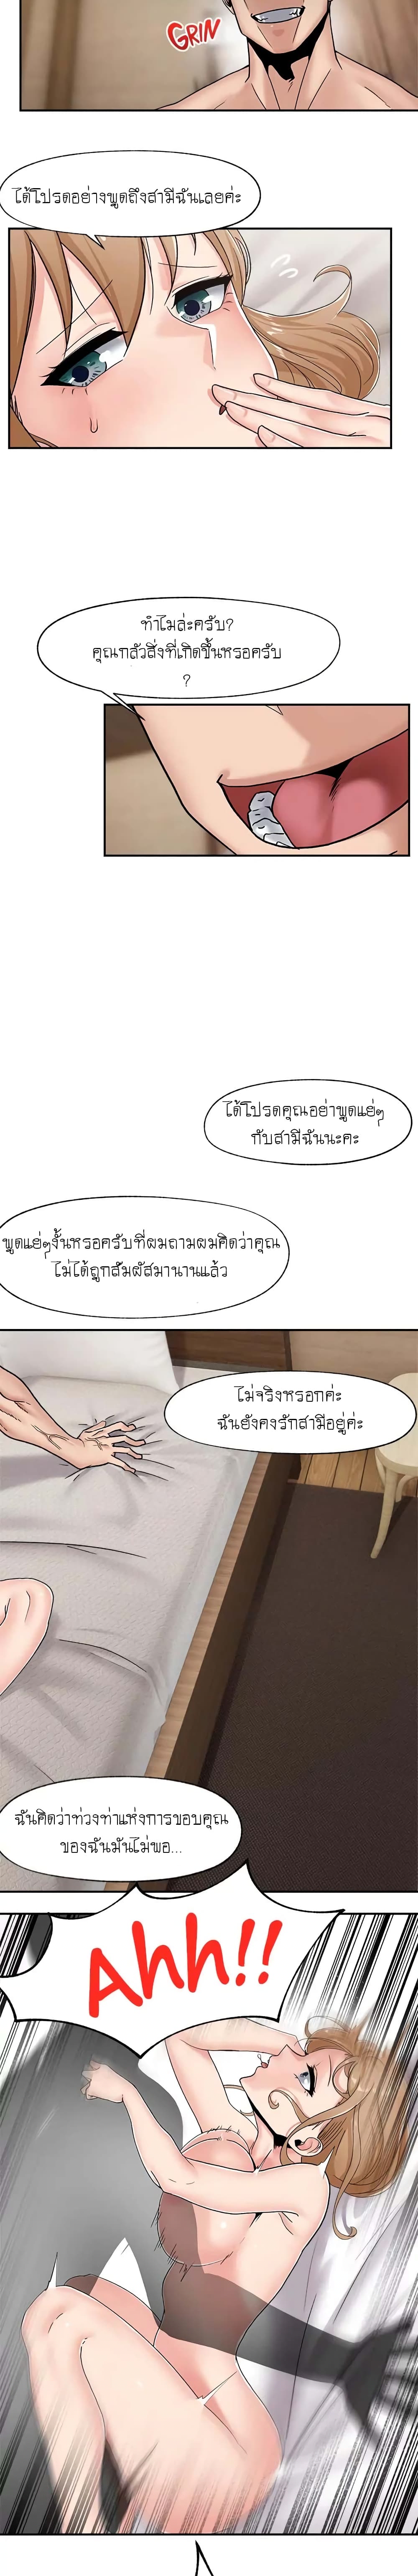 GRIN
ได้โปรดอย่างพูดถึงสามีฉันเลยค่ะ
ทำไมล่ะครับ?
คุณกลัวสิ่งที่เกิดขึ้นหรอครับ
?
ได้โปรดคุณอย่าพูดแย่ๆ
กับสามีฉันนะคะ
พูดแย่ๆงั้นหรอครับที่ผมถามผมคิดว่าคุณ
ไม่ได้ถูกสัมผัสมานานแล้ว
ไม่จริงหรอกค่ะ
ฉันยังคงรักสามีอยู่ค่ะ
ฉันคิดว่าท่วงท่าแห่งการขอบคุณ
ของฉันมันไม่พอ...
Ahh!!